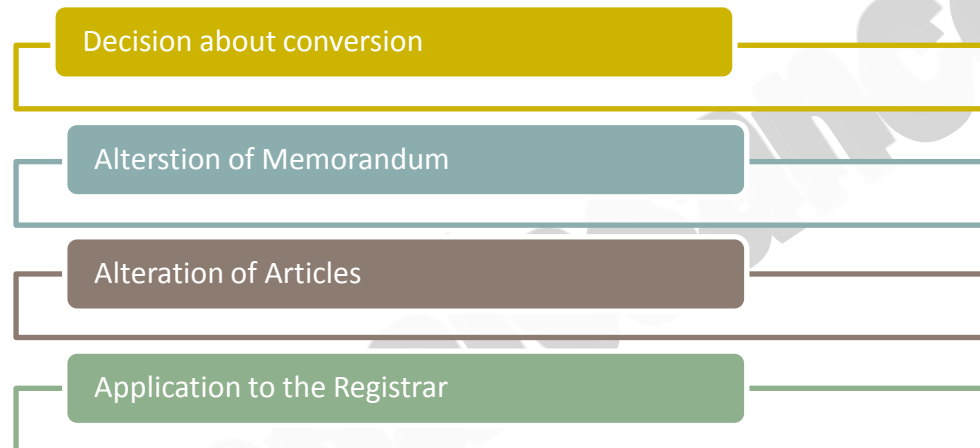 Decision about conversion
Alterstion of Memorandum
Alteration of Articles
Application to the Registrar